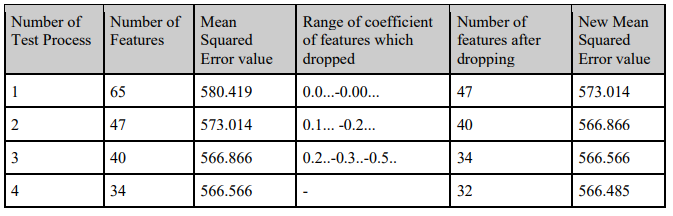 Number of Test Process | Number of Features | Mean Squared Error value | Range of coefficient of features which dropped | Number of features after dropping | New Mean Squared Error value
1 | 65 | 580.419 | 0.0...-0.00... | 47 | 573.014
2 | 47 | 573.014 | 0.1... -0.2... | 40 | 566.866
3 | 40 | 566.866 | 0.2..-0.3..-0.5.. | 34 | 566.566
4 | 34 | 566.566 | - | 32 | 566.485